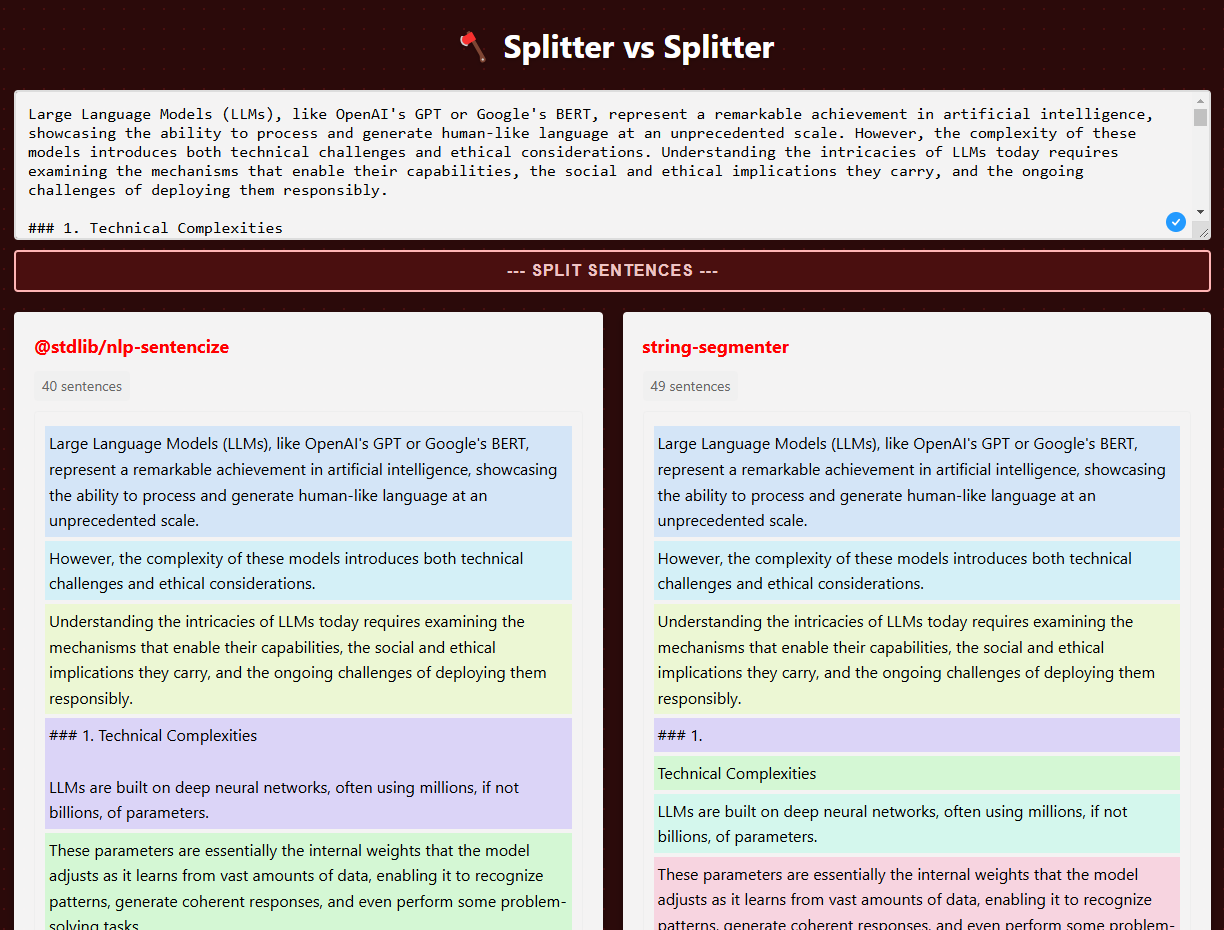 Splitter vs Splitter
Large Language Models (LLMs), like OpenAI's GPT or Google's BERT, represent a remarkable achievement in artificial intelligence,
showcasing the ability to process and generate human-like language at an unprecedented scale. However, the complexity of these
models introduces both technical challenges and ethical considerations. Understanding the intricacies of LLMs today requires
examining the mechanisms that enable their capabilities, the social and ethical implications they carry, and the ongoing
challenges of deploying them responsibly.
### 1. Technical Complexities
--- SPLIT SENTENCES ---
@stdlib/nlp-sentencize
40 sentences
Large Language Models (LLMs), like OpenAI's GPT or Google's BERT,
represent a remarkable achievement in artificial intelligence, showcasing
the ability to process and generate human-like language at an
unprecedented scale.
However, the complexity of these models introduces both technical
challenges and ethical considerations.
Understanding the intricacies of LLMs today requires examining the
mechanisms that enable their capabilities, the social and ethical
implications they carry, and the ongoing challenges of deploying them
responsibly.
### 1. Technical Complexities
LLMs are built on deep neural networks, often using millions, if not
billions, of parameters.
These parameters are essentially the internal weights that the model
adjusts as it learns from vast amounts of data, enabling it to recognize
patterns, generate coherent responses, and even perform some problem-
solving tasks.
string-segmenter
49 sentences
Large Language Models (LLMs), like OpenAI's GPT or Google's BERT,
represent a remarkable achievement in artificial intelligence, showcasing
the ability to process and generate human-like language at an
unprecedented scale.
However, the complexity of these models introduces both technical
challenges and ethical considerations.
Understanding the intricacies of LLMs today requires examining the
mechanisms that enable their capabilities, the social and ethical
implications they carry, and the ongoing challenges of deploying them
responsibly.
### 1.
Technical Complexities
LLMs are built on deep neural networks, often using millions, if not
billions, of parameters.
These parameters are essentially the internal weights that the model
adjusts as it learns from vast amounts of data, enabling it to recognize
patterns, generate coherent responses, and even perform some problem-